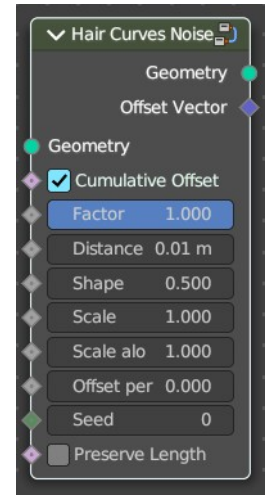 Hair Curves Noise
Geometry
Offset Vector
Geometry
Cumulative Offset
Factor 1.000
Distance 0.01 m
Shape 0.500
Scale 1.000
Scale alo 1.000
Offset per 0.000
Seed 0
Preserve Length